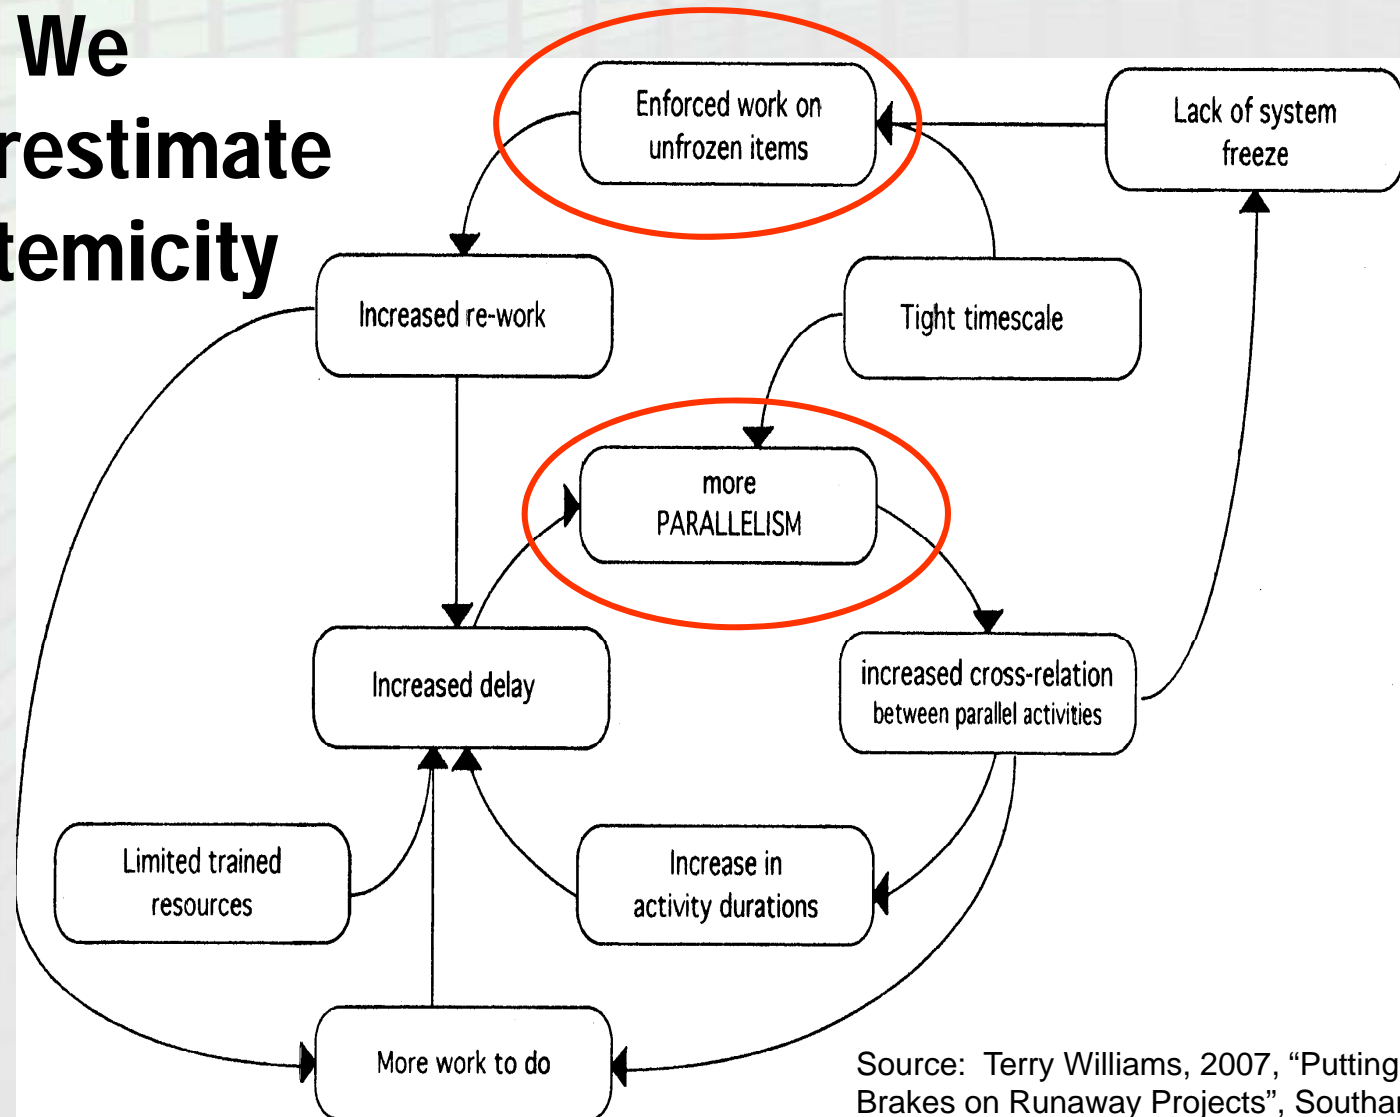 We
restimate
temicity
Enforced work on
unfrozen items
Lack of system
freeze
Increased re-work
Tight timescale
more
PARALLELISM
Increased delay
increased cross-relation
between parallel activities
Limited trained
resources
Increase in
activity durations
More work to do
Source: Terry Williams, 2007, “Putting
Brakes on Runaway Projects”, Southa